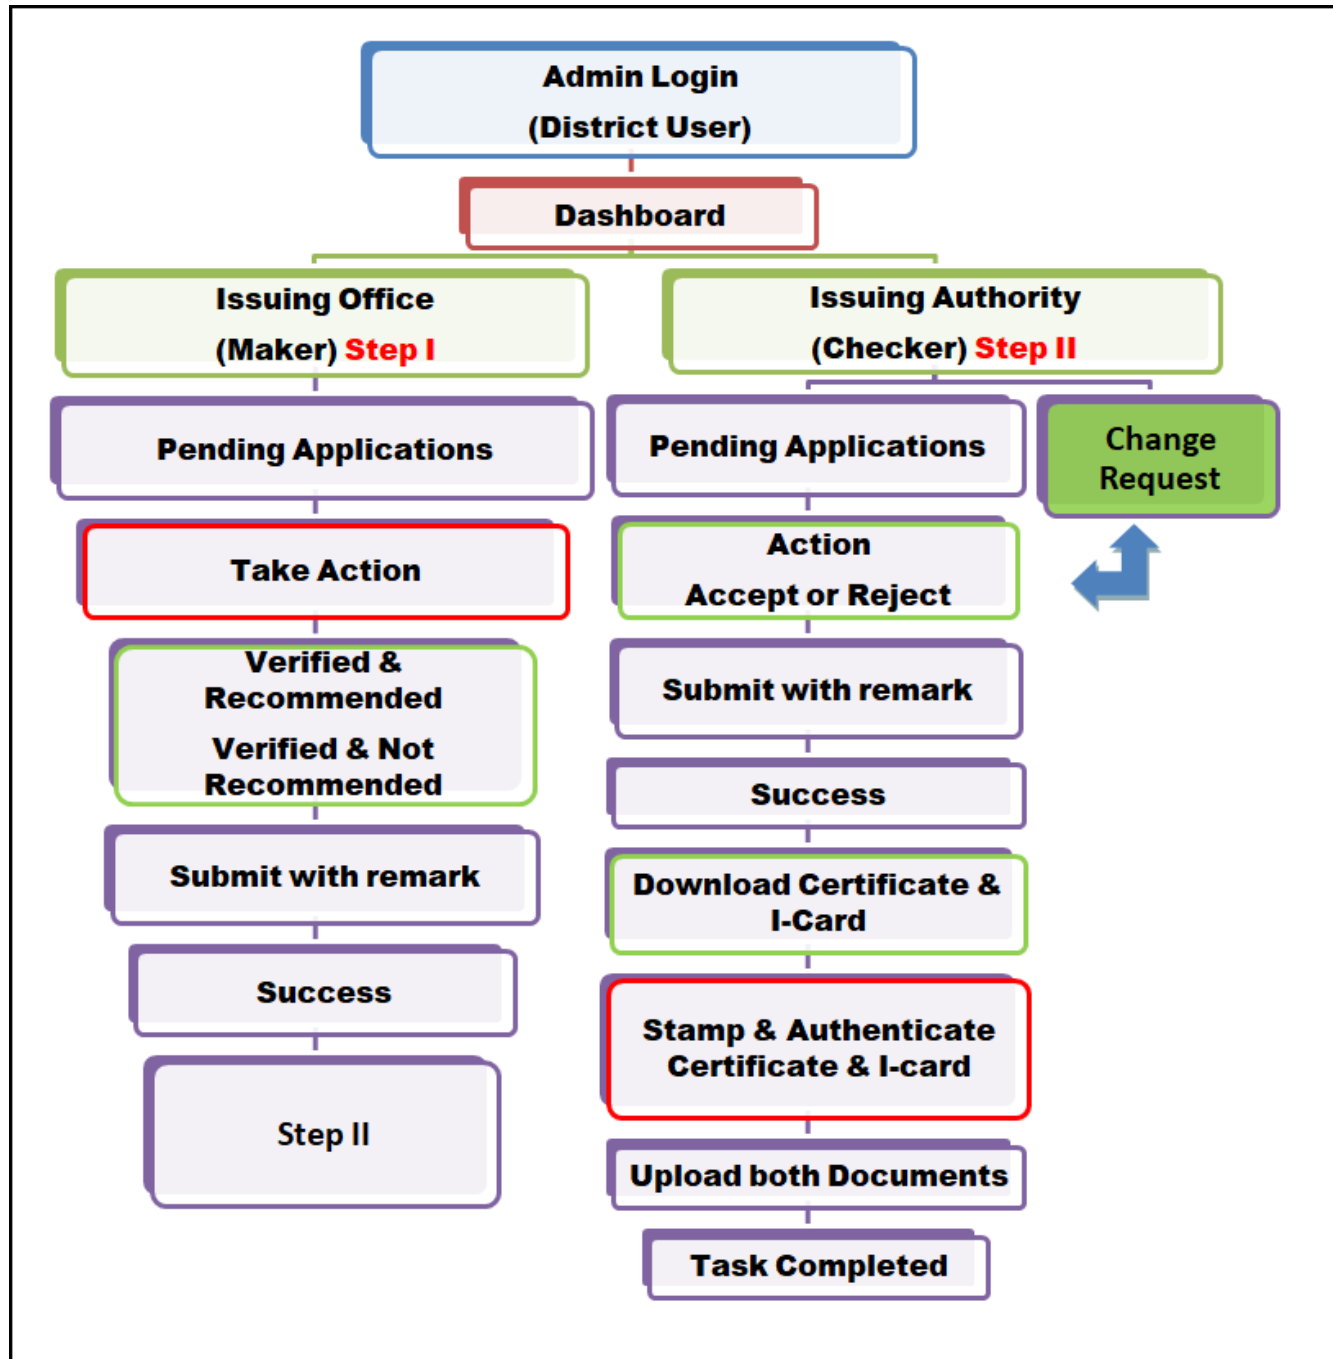 Admin Login
(District User)
Dashboard
Issuing Office
(Maker) Step I
Pending Applications
Take Action
Verified &
Recommended
Verified & Not
Recommended
Submit with remark
Success
Step II
Issuing Authority
(Checker) Step II
Pending Applications
Action
Accept or Reject
Submit with remark
Success
Download Certificate &
I-Card
Stamp & Authenticate
Certificate & I-card
Upload both Documents
Task Completed
Change
Request